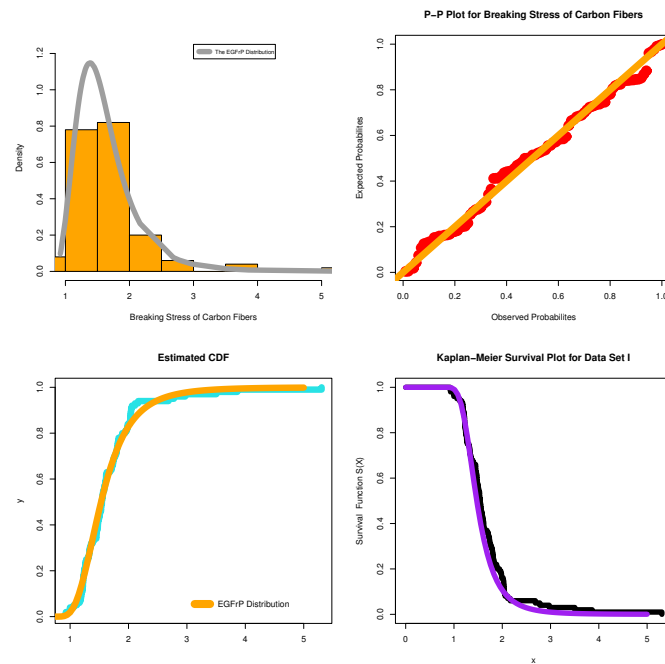 The EGFrP Distribution
Density
0.0 0.2 0.4 0.6 0.8 1.0 1.2
1 2 3 4 5
Breaking Stress of Carbon Fibers
P−P Plot for Breaking Stress of Carbon Fibers
Expected Probabilites
0.0 0.2 0.4 0.6 0.8 1.0
0.0 0.2 0.4 0.6 0.8 1.0
Observed Probabilites
Estimated CDF
y
0.0 0.2 0.4 0.6 0.8 1.0
EGFrP Distribution
1 2 3 4 5
Kaplan−Meier Survival Plot for Data Set I
Survival Function S(X)
0.0 0.2 0.4 0.6 0.8 1.0
0 1 2 3 4 5
x